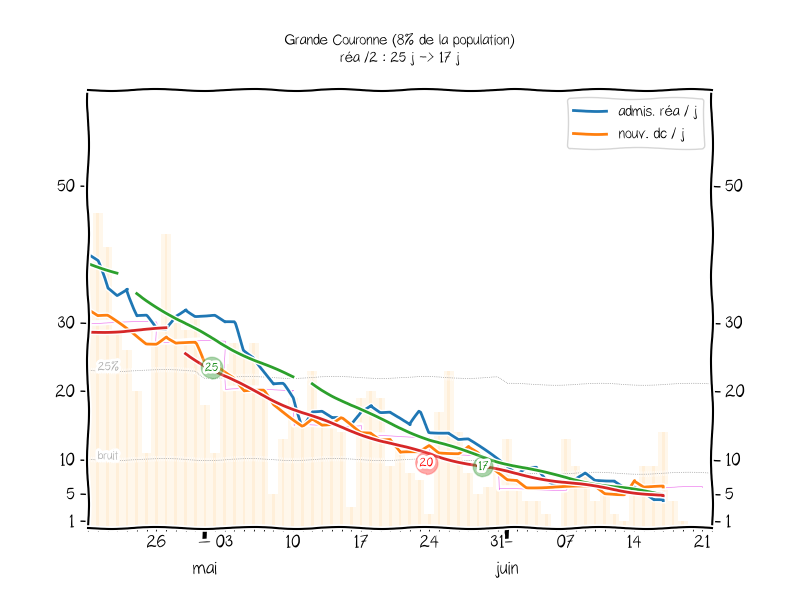 Grande Couronne (8% de la population)
réa /2 : 25 j -> 17 j
admis. réa / j
nouv. dc / j
50 50
30 30
25%
25
20 20
bruit
10 10
20 17
5 5
1 1
26 03 10 17 24 31 07 14 21
mai juin